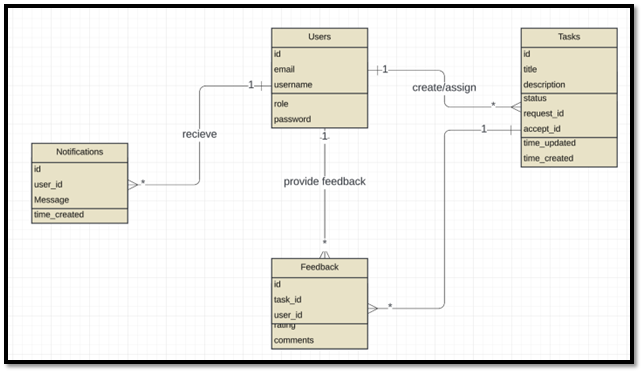 Users
id
email
username
role
password
Tasks
id
title
description
status
request_id
accept_id
time_updated
time_created
1
create/assign
*
1
recieve
*
Notifications
id
user_id
Message
time_created
1
provide feedback
*
1
*
Feedback
id
task_id
user_id
rating
comments